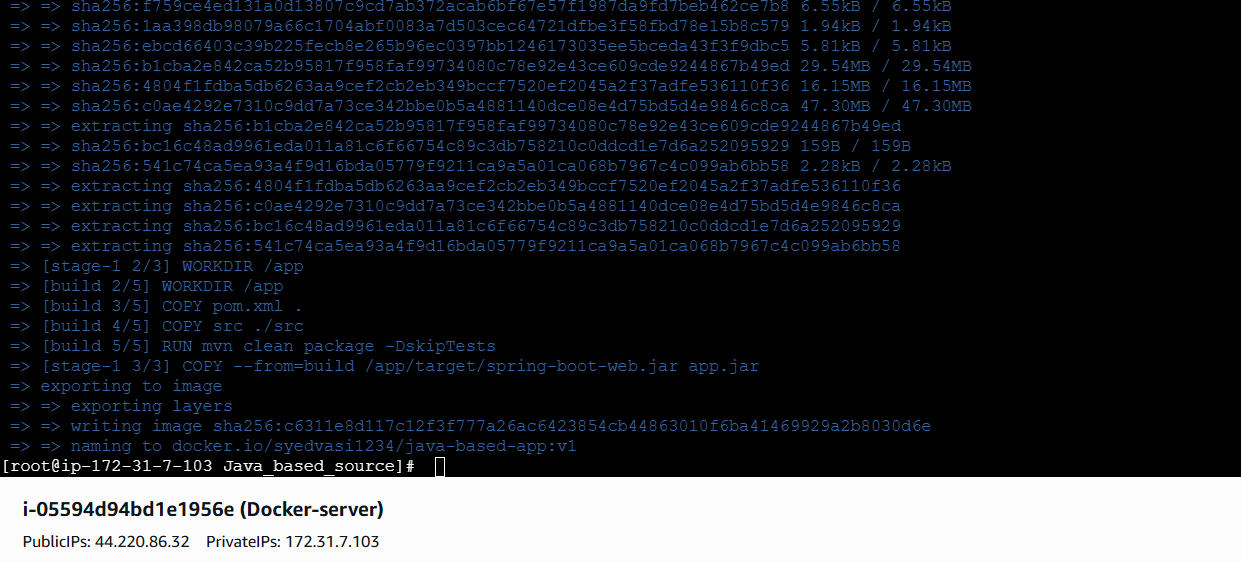 => => sha256:f759ce4ed131a0d13807c9cd7ab372acab6bf67e57f1987da9fd7beb462ce7b8 6.55kB / 6.55kB
=> => sha256:1aa398db98079a66c1704abf0083a7d503cec64721dfbe3f58fbd78e15b8c579 1.94kB / 1.94kB
=> => sha256:ebcd66403c39b225fecb8e265b96ec0397bb1246173035ee5bceda43f3f9dbc5 5.81kB / 5.81kB
=> => sha256:b1cba2e842ca52b95817f958faf99734080c78e92e43ce609cde9244867b49ed 29.54MB / 29.54MB
=> => sha256:4804f1fdba5db6263aa9cef2cb2eb349bccf7520ef2045a2f37adfe536110f36 16.15MB / 16.15MB
=> => sha256:c0ae4292e7310c9dd7a73ce342bbe0b5a4881140dce08e4d75bd5d4e9846c8ca 47.30MB / 47.30MB
=> => extracting sha256:b1cba2e842ca52b95817f958faf99734080c78e92e43ce609cde9244867b49ed
=> => sha256:bc16c48ad9961eda011a81c6f66754c89c3db758210c0ddcd1e7d6a252095929 159B / 159B
=> => sha256:541c74ca5ea93a4f9d16bda05779f9211ca9a5a01ca068b7967c4c099ab6bb58 2.28kB / 2.28kB
=> => extracting sha256:4804f1fdba5db6263aa9cef2cb2eb349bccf7520ef2045a2f37adfe536110f36
=> => extracting sha256:c0ae4292e7310c9dd7a73ce342bbe0b5a4881140dce08e4d75bd5d4e9846c8ca
=> => extracting sha256:bc16c48ad9961eda011a81c6f66754c89c3db758210c0ddcd1e7d6a252095929
=> => extracting sha256:541c74ca5ea93a4f9d16bda05779f9211ca9a5a01ca068b7967c4c099ab6bb58
=> [stage-1 2/3] WORKDIR /app
=> [build 2/5] WORKDIR /app
=> [build 3/5] COPY pom.xml .
=> [build 4/5] COPY src ./src
=> [build 5/5] RUN mvn clean package -DskipTests
=> [stage-1 3/3] COPY --from=build /app/target/spring-boot-web.jar app.jar
=> exporting to image
=> => exporting layers
=> => writing image sha256:c6311e8d117c12f3f777a26ac6423854cb44863010f6ba41469929a2b8030d6e
=> => naming to docker.io/syedvasi1234/java-based-app:v1
[root@ip-172-31-7-103 Java_based_source]#
i-05594d94bd1e1956e (Docker-server)
PublicIPs: 44.220.86.32 PrivateIPs: 172.31.7.103